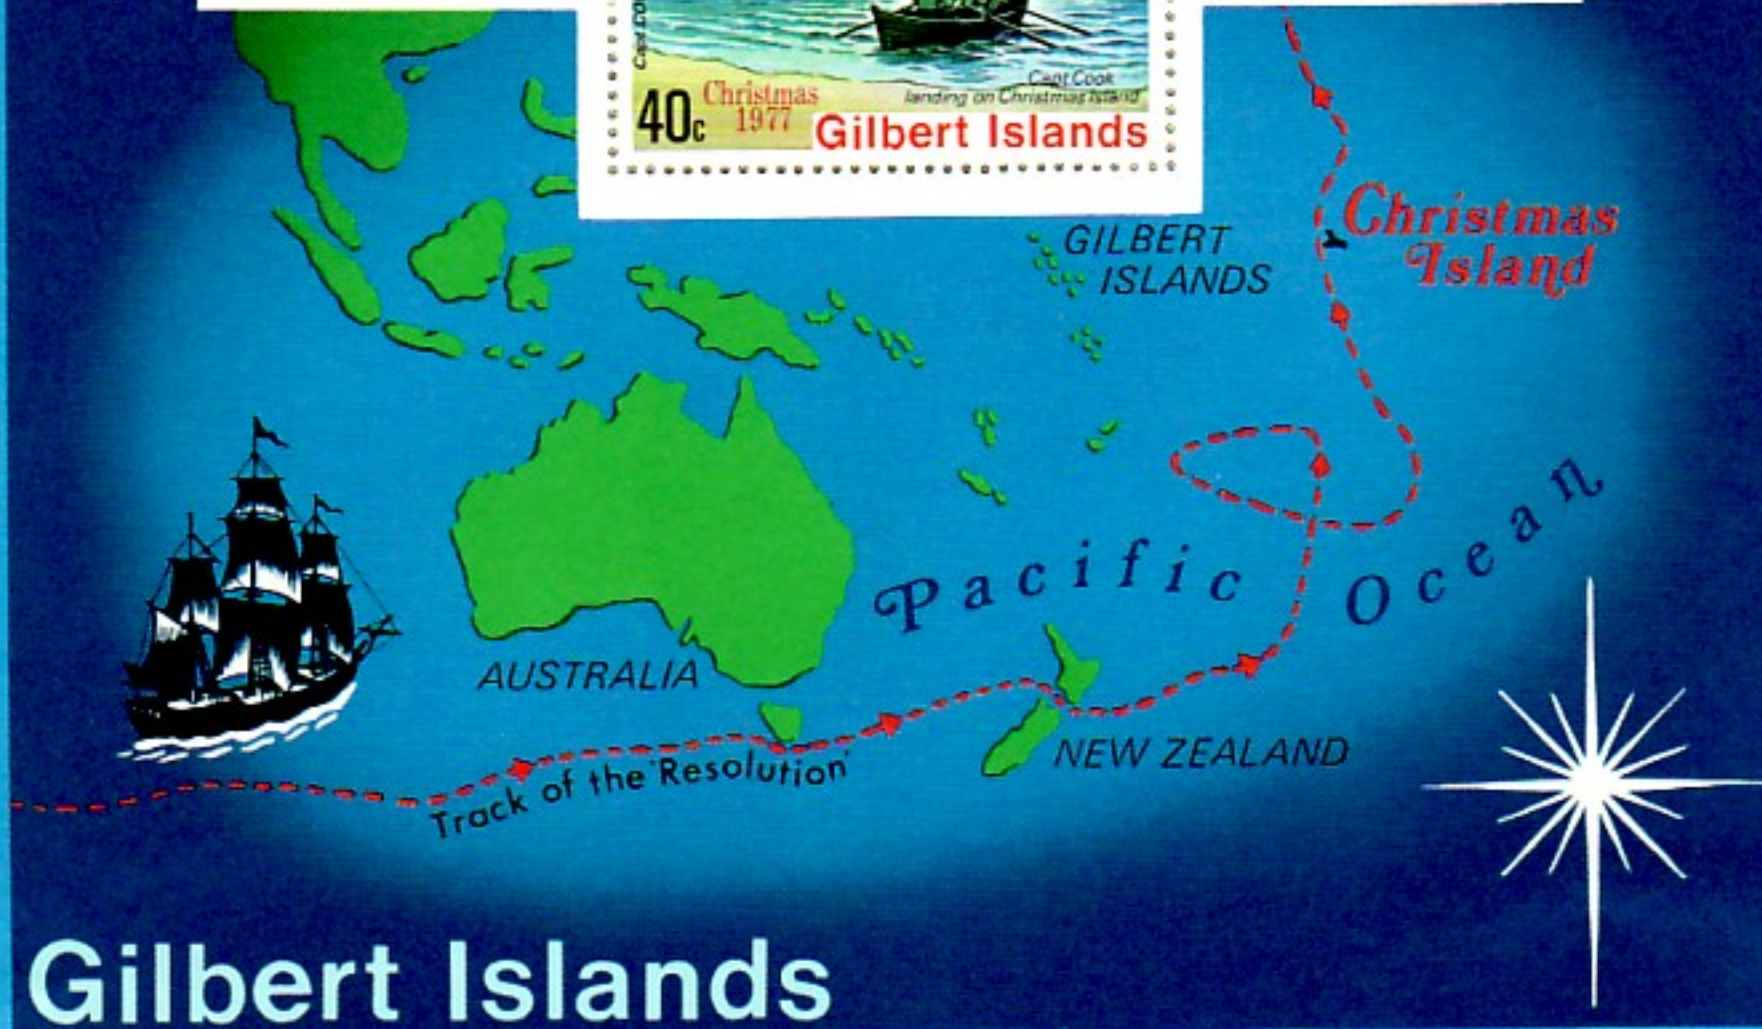 Capt Cook
landing on Christmas Island
40c
Christmas
1977
Gilbert Islands
Christmas
Island
GILBERT
ISLANDS
Pacific Ocean
AUSTRALIA
NEW ZEALAND
Track of the 'Resolution'
Gilbert Islands